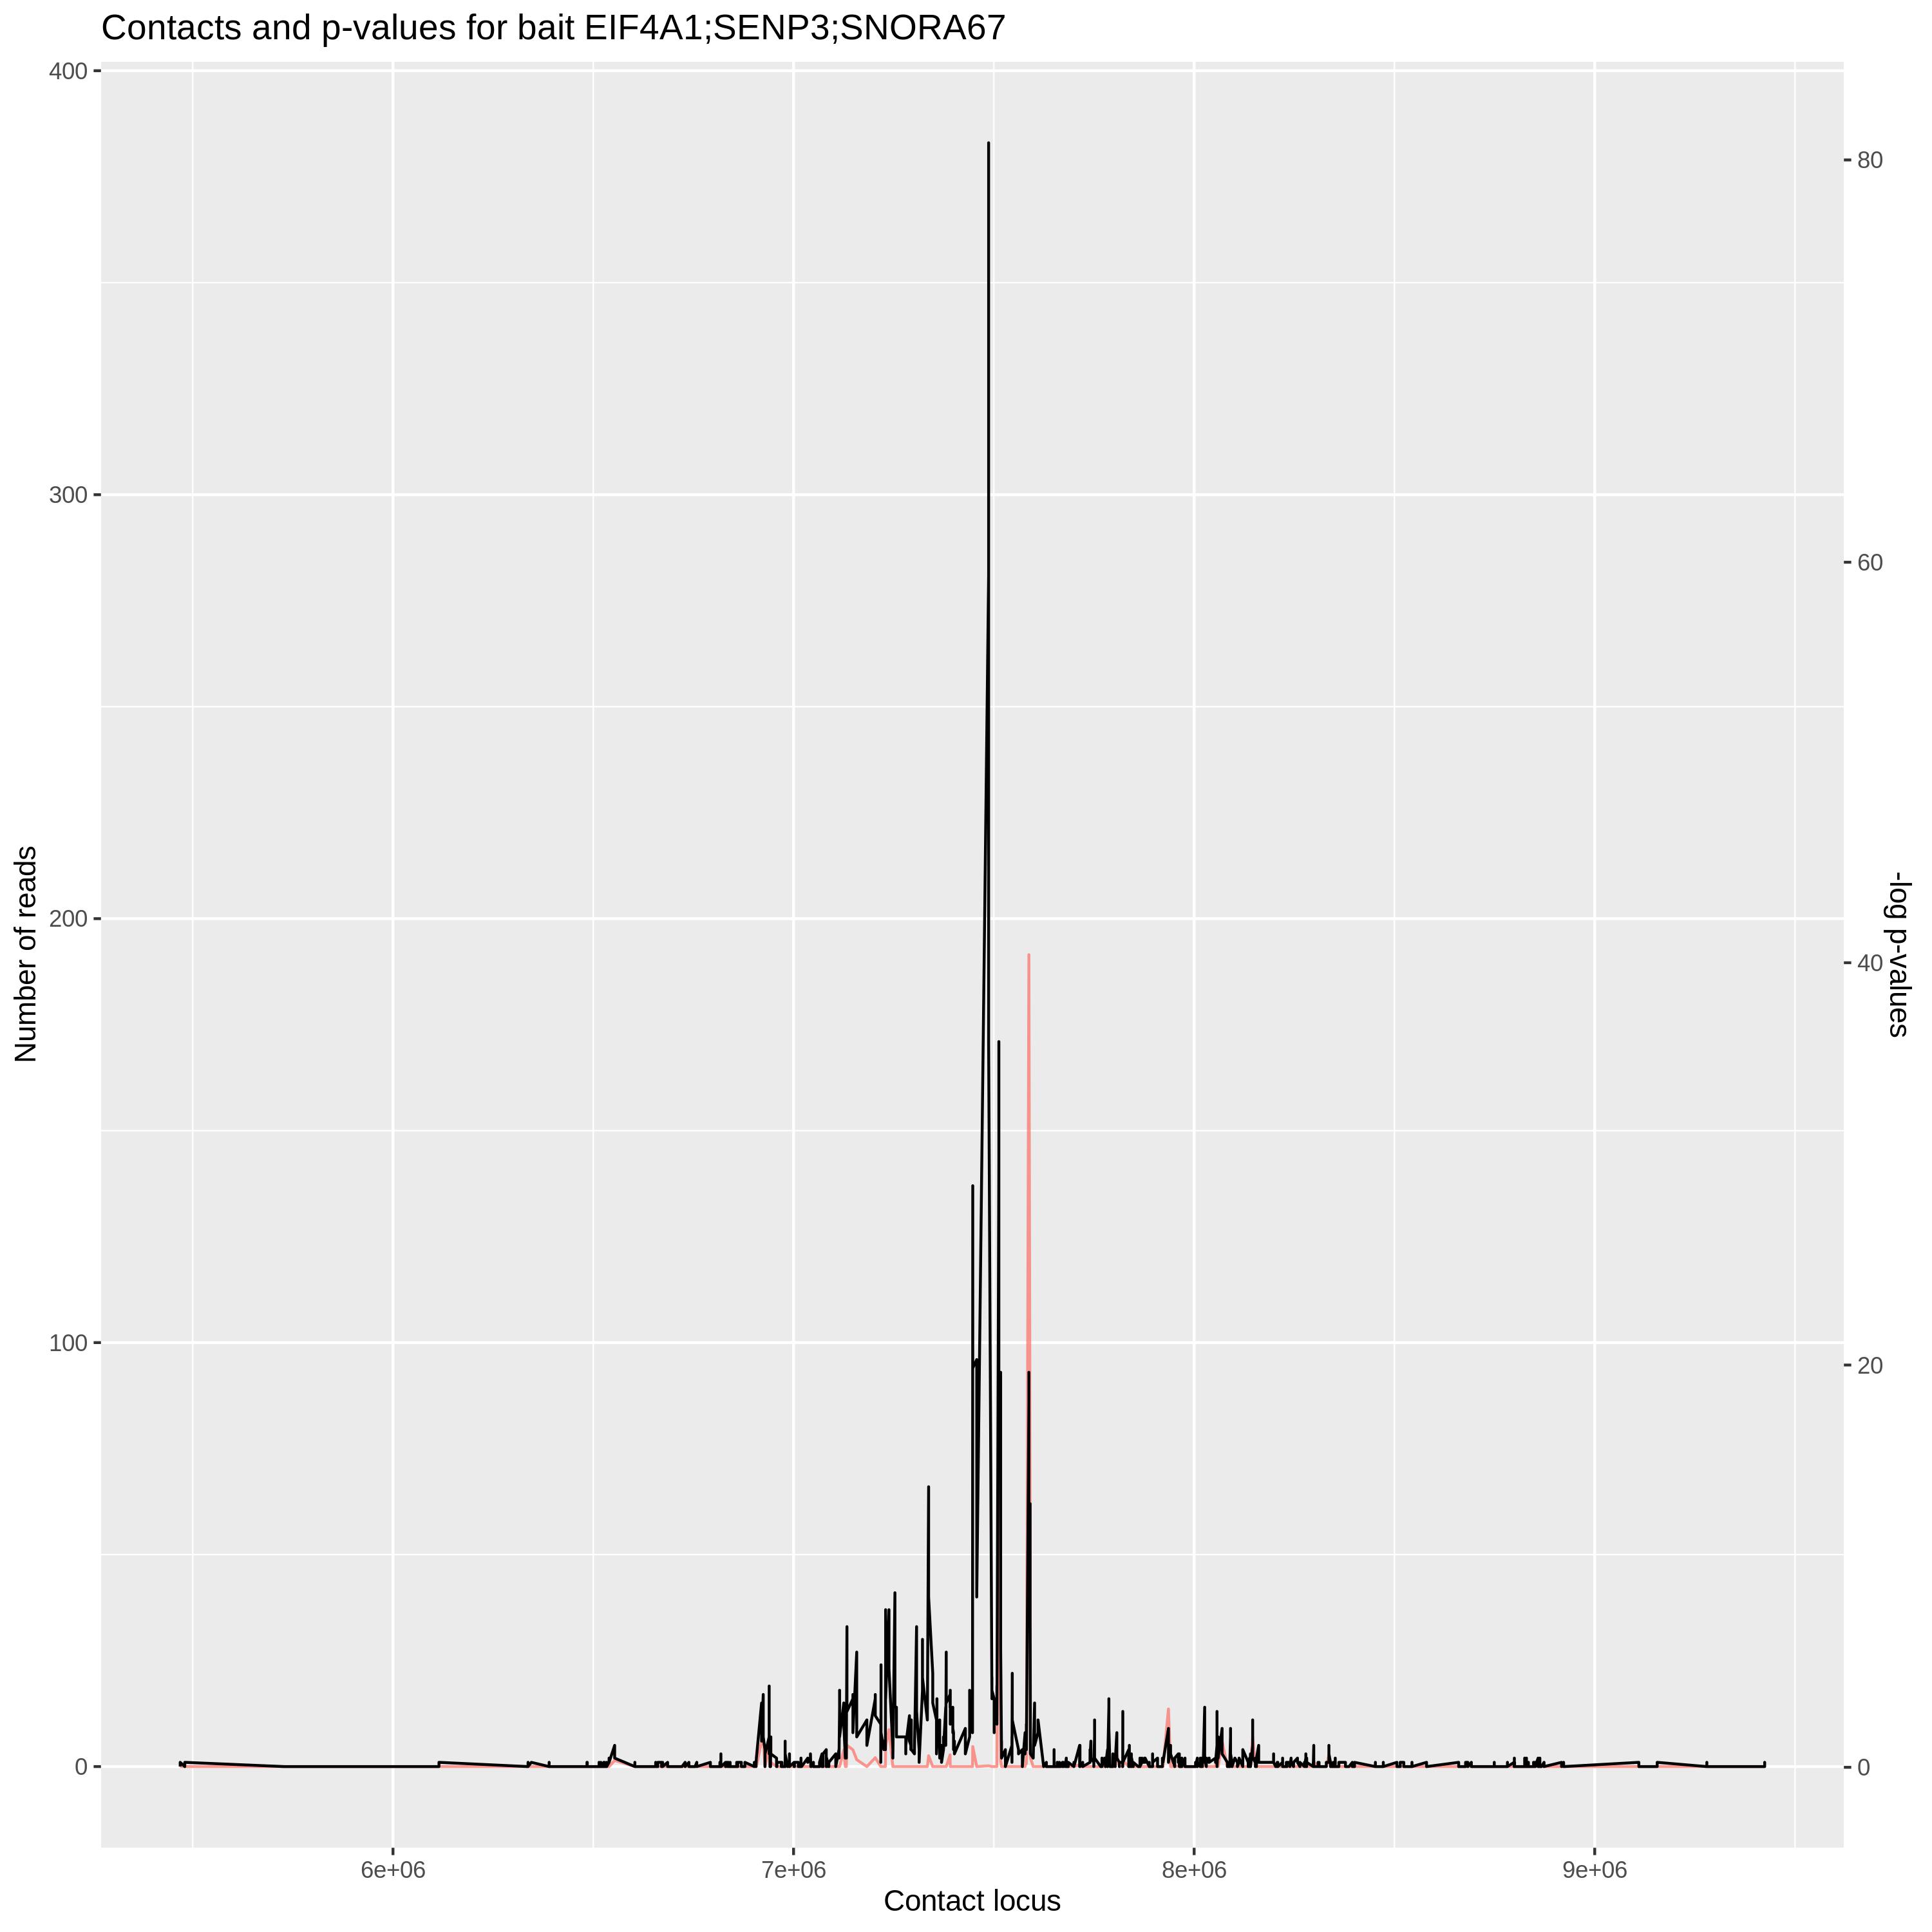 Contacts and p-values for bait EIF4A1;SENP3;SNORA67
400
300
200
100
0
Number of reads
80
60
40
20
0
-log p-values
6e+06
7e+06
8e+06
9e+06
Contact locus